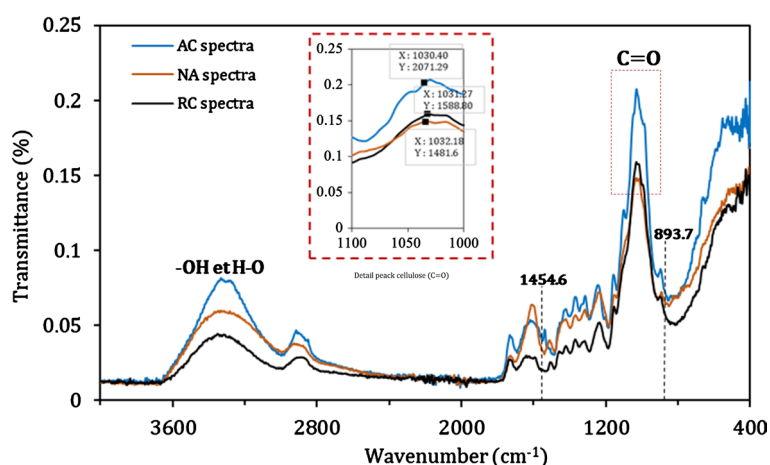 0.25
0.2
0.15
0.1
0.05
0
Transmittance (%)
AC spectra
NA spectra
RC spectra
-OH et H-O
0.25
0.2
0.15
0.1
0.05
0
X : 1030.40
Y : 2071.29
X : 1031.27
Y : 1588.80
X : 1032.18
Y : 1481.6
1100
1050
1000
Detail peack cellulose (C=O)
C=O
1454.6
893.7
3600
2800
2000
1200
400
Wavenumber (cm⁻¹)